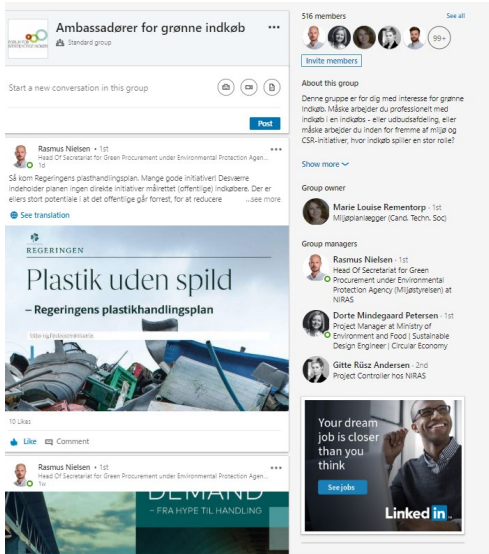 Ambassadører for grønne indkøb
Standard group
Start a new conversation in this group
Post
Rasmus Nielsen • 1st
Head Of Secretariat for Green Procurement under Environmental Protection Agen...
1d
Så kom Regeringens plasthandlingsplan. Mange gode initiativer! Desværre
indeholder planen ingen direkte initiativer målrettet (offentlige) indkøbere. Der er
ellers stort potentiale i at det offentlige går forrest, for at reducere ...see more
See translation
REGERINGEN
Plastik uden spild
– Regeringens plastikhandlingsplan
10 Likes
Like Comment
Rasmus Nielsen • 1st
Head Of Secretariat for Green Procurement under Environmental Protection Agen...
1w
DEMAND
– FRA HYPE TIL HANDLING
516 members See all
99+
Invite members
About this group
Denne gruppe er for dig med interesse for grønne
indkøb. Måske arbejder du professionelt med
indkøb i en indkøbs - eller udbudsafdeling, eller
måske arbejder du inden for fremme af miljø og
CSR-initiativer, hvor indkøb spiller en stor rolle?
Show more
Group owner
Marie Louise Rementorp · 1st
Miljøplanlægger (Cand. Techn. Soc)
Group managers
Rasmus Nielsen · 1st
Head Of Secretariat for Green
Procurement under Environmental
Protection Agency (Miljøstyrelsen) at
NIRAS
Dorte Mindegaard Petersen · 1st
Project Manager at Ministry of
Environment and Food | Sustainable
Design Engineer | Circular Economy
Gitte Rüsz Andersen · 2nd
Project Controller hos NIRAS
Your dream
job is closer
than you
think
See jobs
Linked in